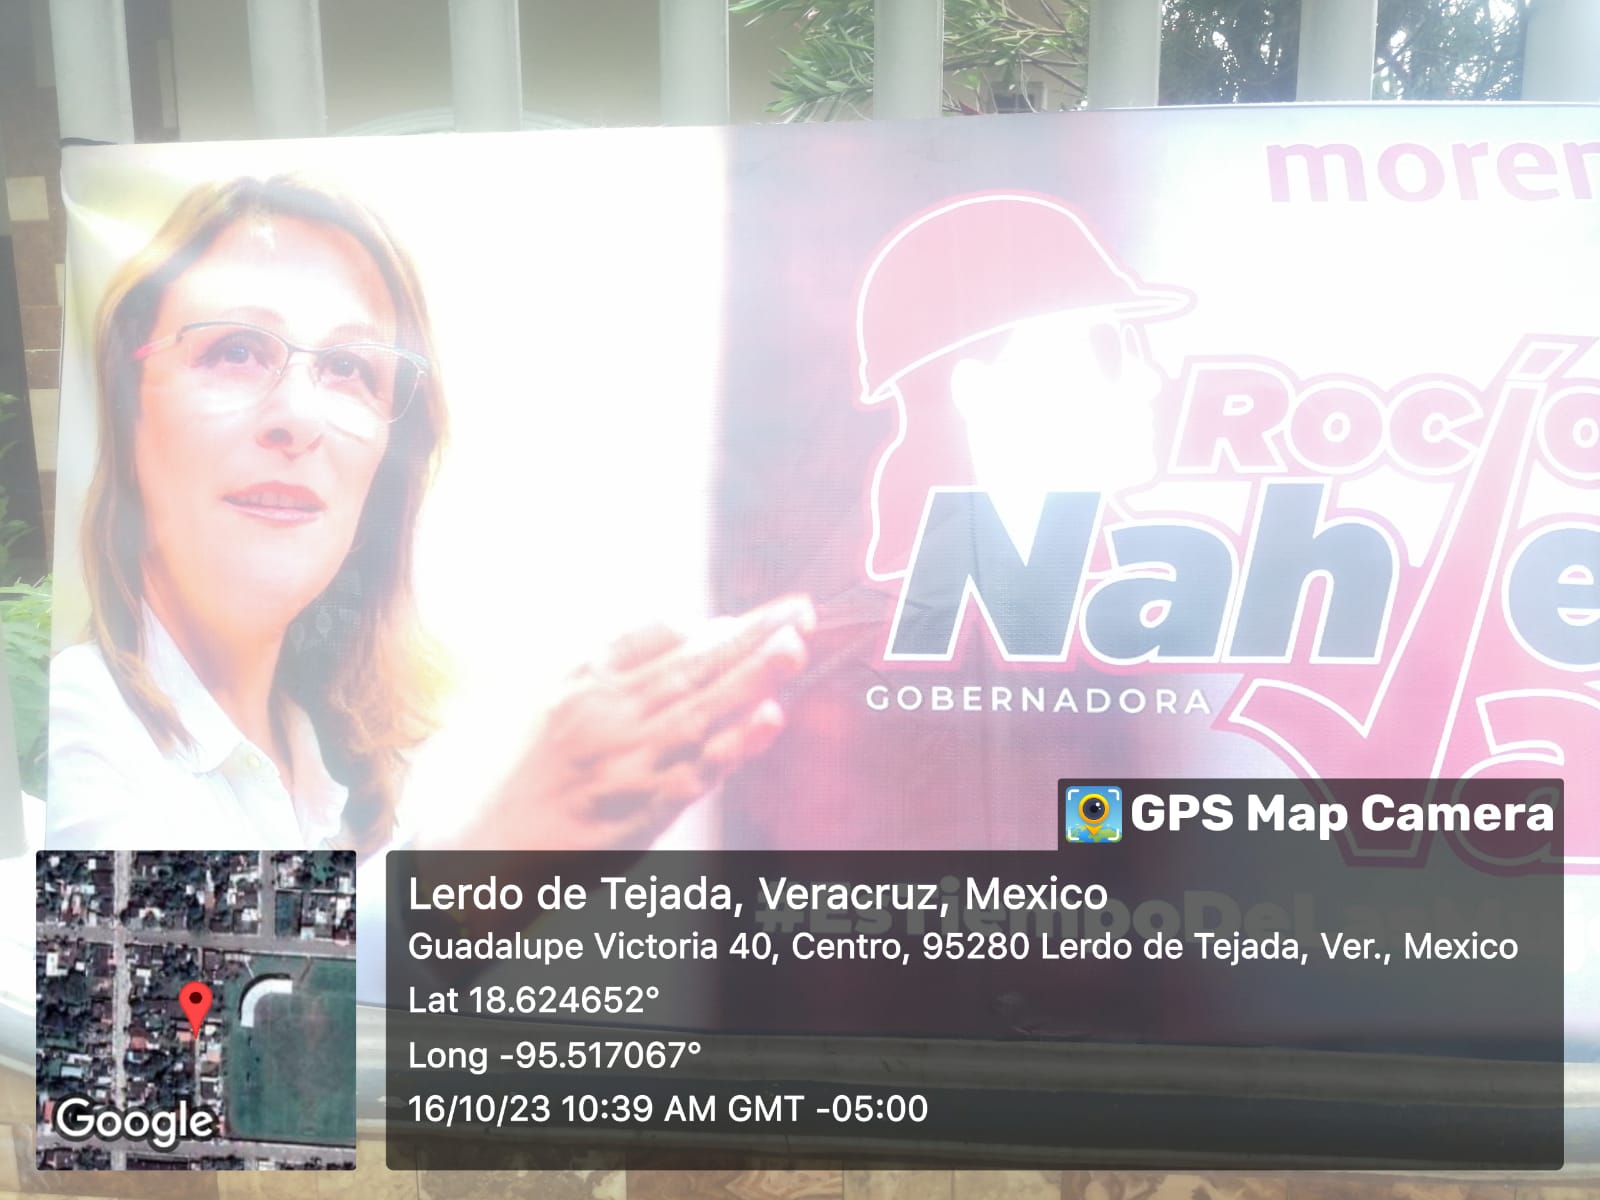 moren
Rocío
Nahle
GOBERNADORA
GPS Map Camera
Lerdo de Tejada, Veracruz, Mexico
#EsTiempoDeLas
Guadalupe Victoria 40, Centro, 95280 Lerdo de Tejada, Ver., Mexico
Lat 18.624652°
Long -95.517067°
16/10/23 10:39 AM GMT -05:00
Google